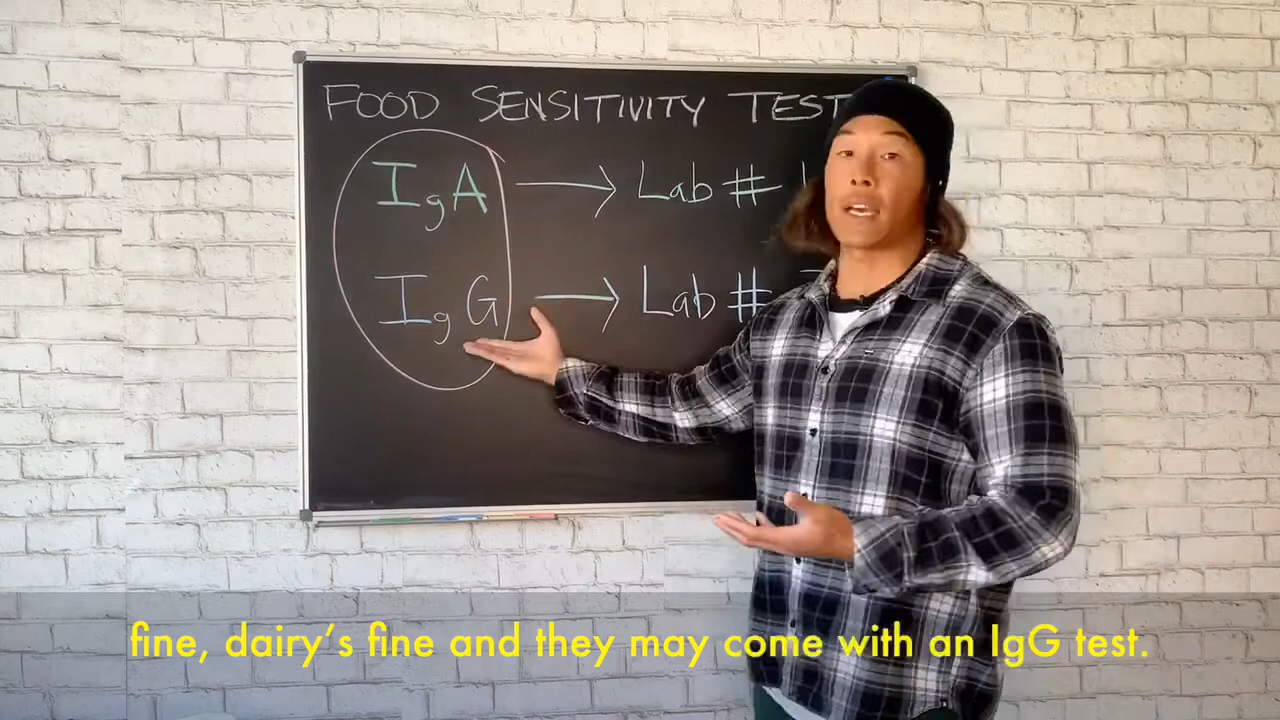 FOOD SENSITIVITY TEST
IgA → Lab #
IgG → Lab #
fine, dairy's fine and they may come with an IgG test.